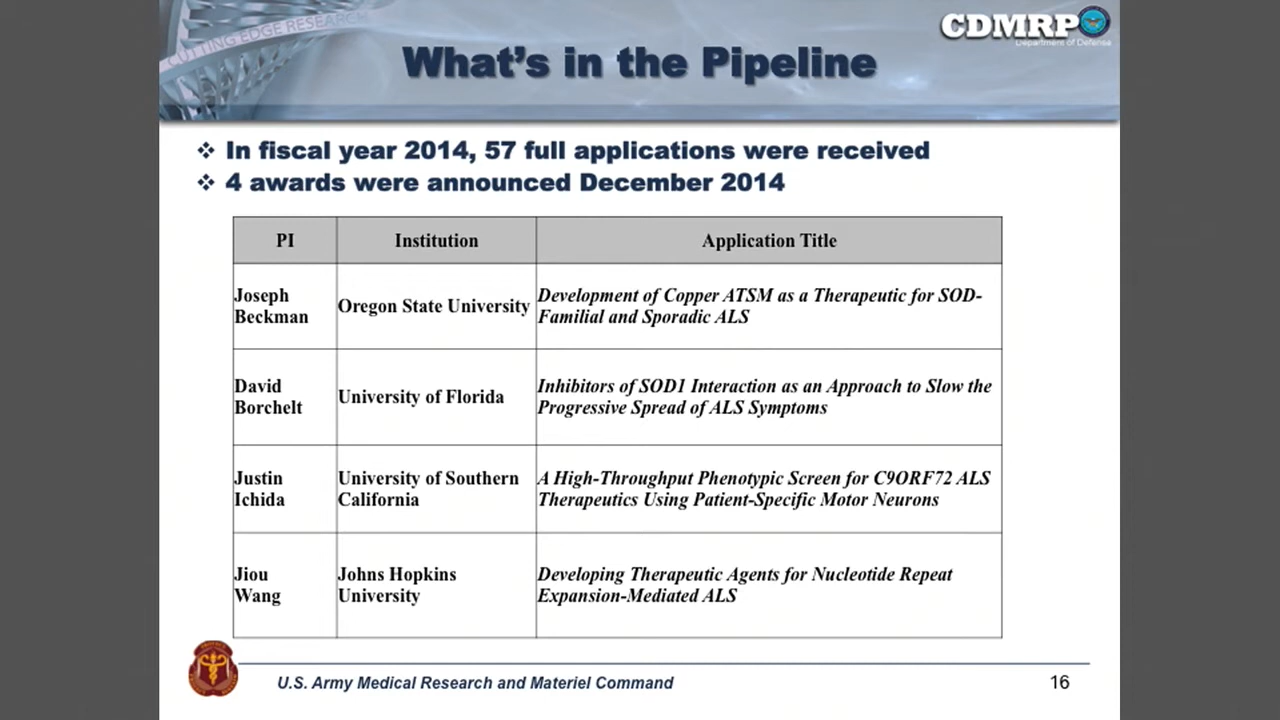 CUTTING EDGE RESEARCH
CDMRP
Department of Defense
What's in the Pipeline
❖ In fiscal year 2014, 57 full applications were received
❖ 4 awards were announced December 2014
PI
Institution
Application Title
Joseph
Beckman
Oregon State University
Development of Copper ATSM as a Therapeutic for SOD-
Familial and Sporadic ALS
David
Borchelt
University of Florida
Inhibitors of SOD1 Interaction as an Approach to Slow the
Progressive Spread of ALS Symptoms
Justin
Ichida
University of Southern
California
A High-Throughput Phenotypic Screen for C9ORF72 ALS
Therapeutics Using Patient-Specific Motor Neurons
Jiou
Wang
Johns Hopkins
University
Developing Therapeutic Agents for Nucleotide Repeat
Expansion-Mediated ALS
U.S. Army Medical Research and Materiel Command
16